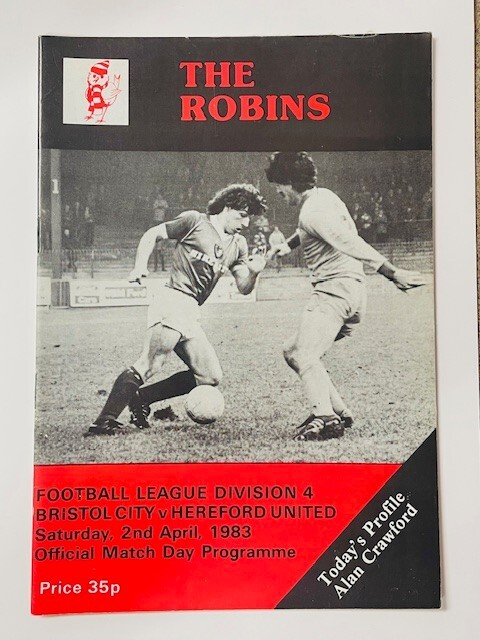 THE
ROBINS
FOOTBALL LEAGUE DIVISION 4
BRISTOL CITY v HEREFORD UNITED
Saturday, 2nd April, 1983
Official Match Day Programme
Price 35p
Today's Profile
Alan Crawford